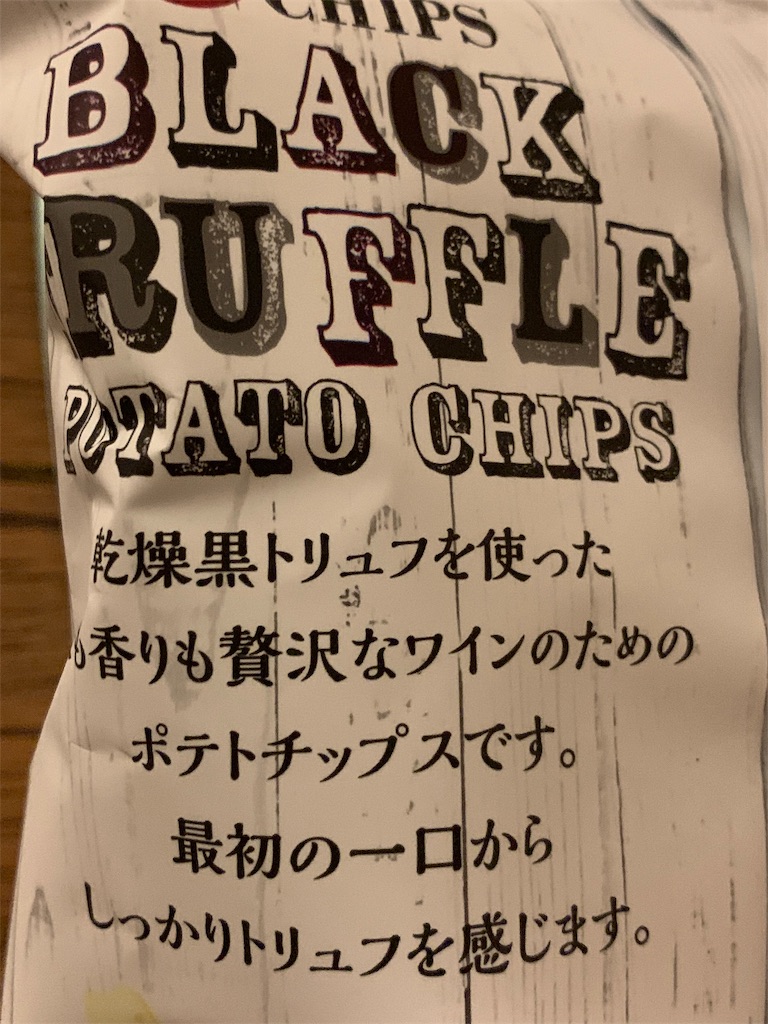 CHIPS
BLACK
RUFFLE
POTATO CHIPS
乾燥黒トリュフを使った
も香りも贅沢なワインのための
ポテトチップスです。
最初の一口から
しっかりトリュフを感じます。